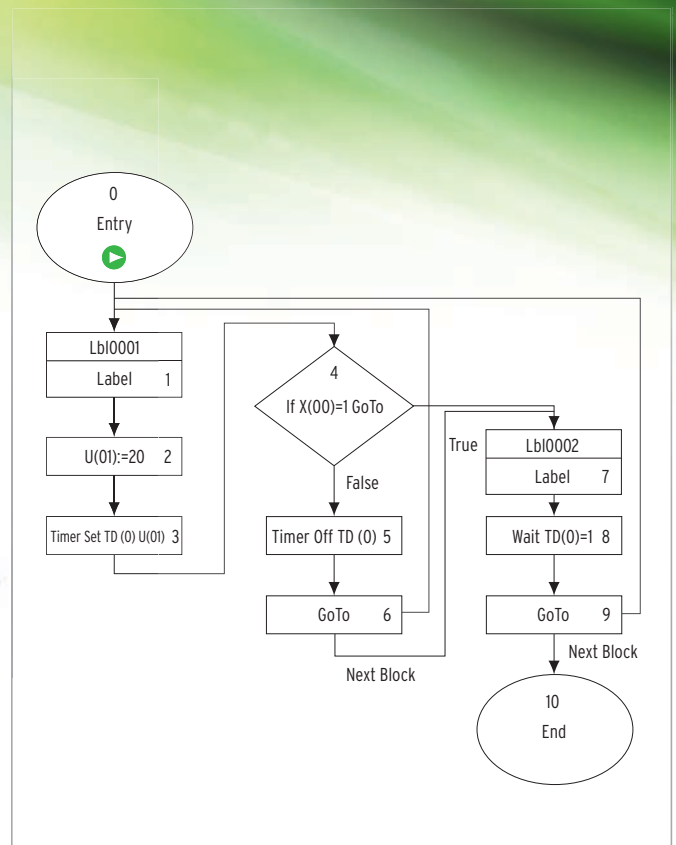 0
Entry
Lbl0001
Label 1
U(01):=20 2
Timer Set TD (0) U(01) 3
4
If X(00)=1 GoTo
False
Timer Off TD (0) 5
GoTo 6
Next Block
True
Lbl0002
Label 7
Wait TD(0)=1 8
GoTo 9
Next Block
10
End